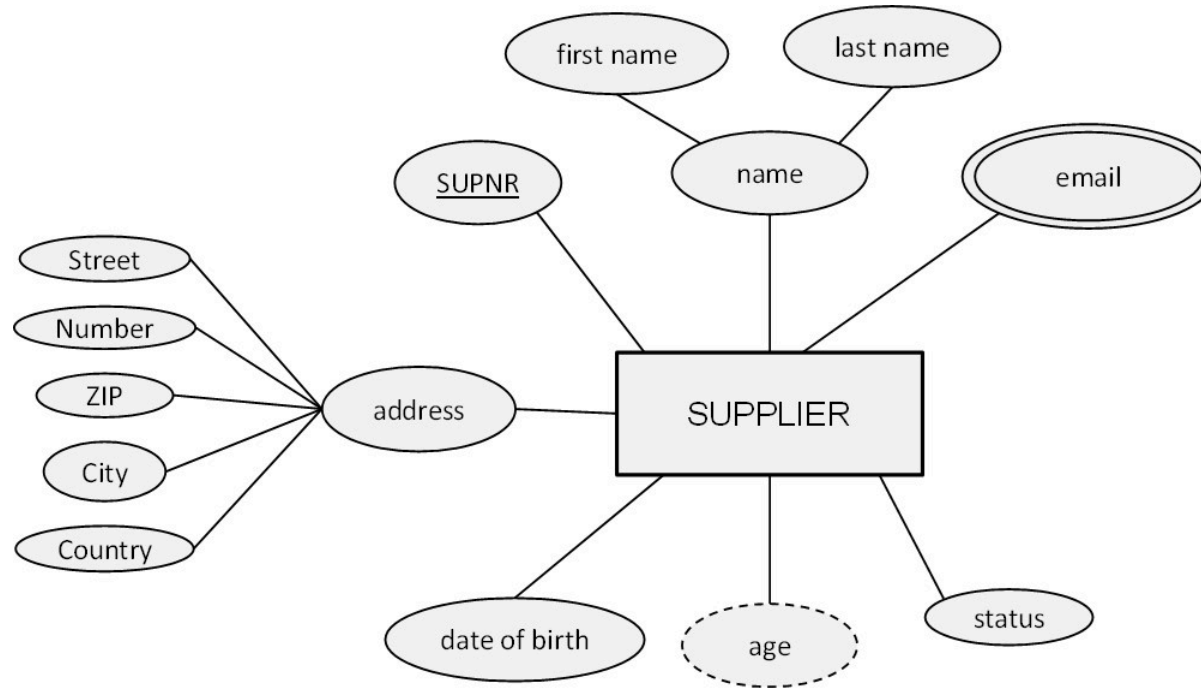 first name
last name
SUPNR
name
email
Street
Number
ZIP
City
Country
address
SUPPLIER
date of birth
age
status